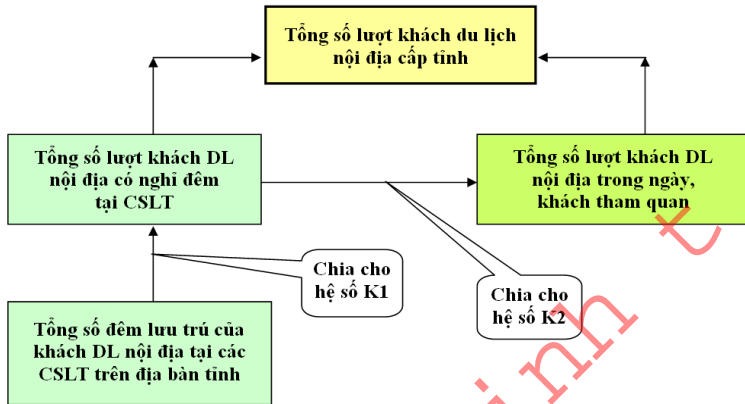 Tổng số lượt khách du lịch
nội địa cấp tỉnh
Tổng số lượt khách DL
nội địa có nghỉ đêm
tại CSLT
Tổng số lượt khách DL
nội địa trong ngày,
khách tham quan
Chia cho
hệ số K1
Chia cho
hệ số K2
Tổng số đêm lưu trú của
khách DL nội địa tại các
CSLT trên địa bàn tỉnh
inh t